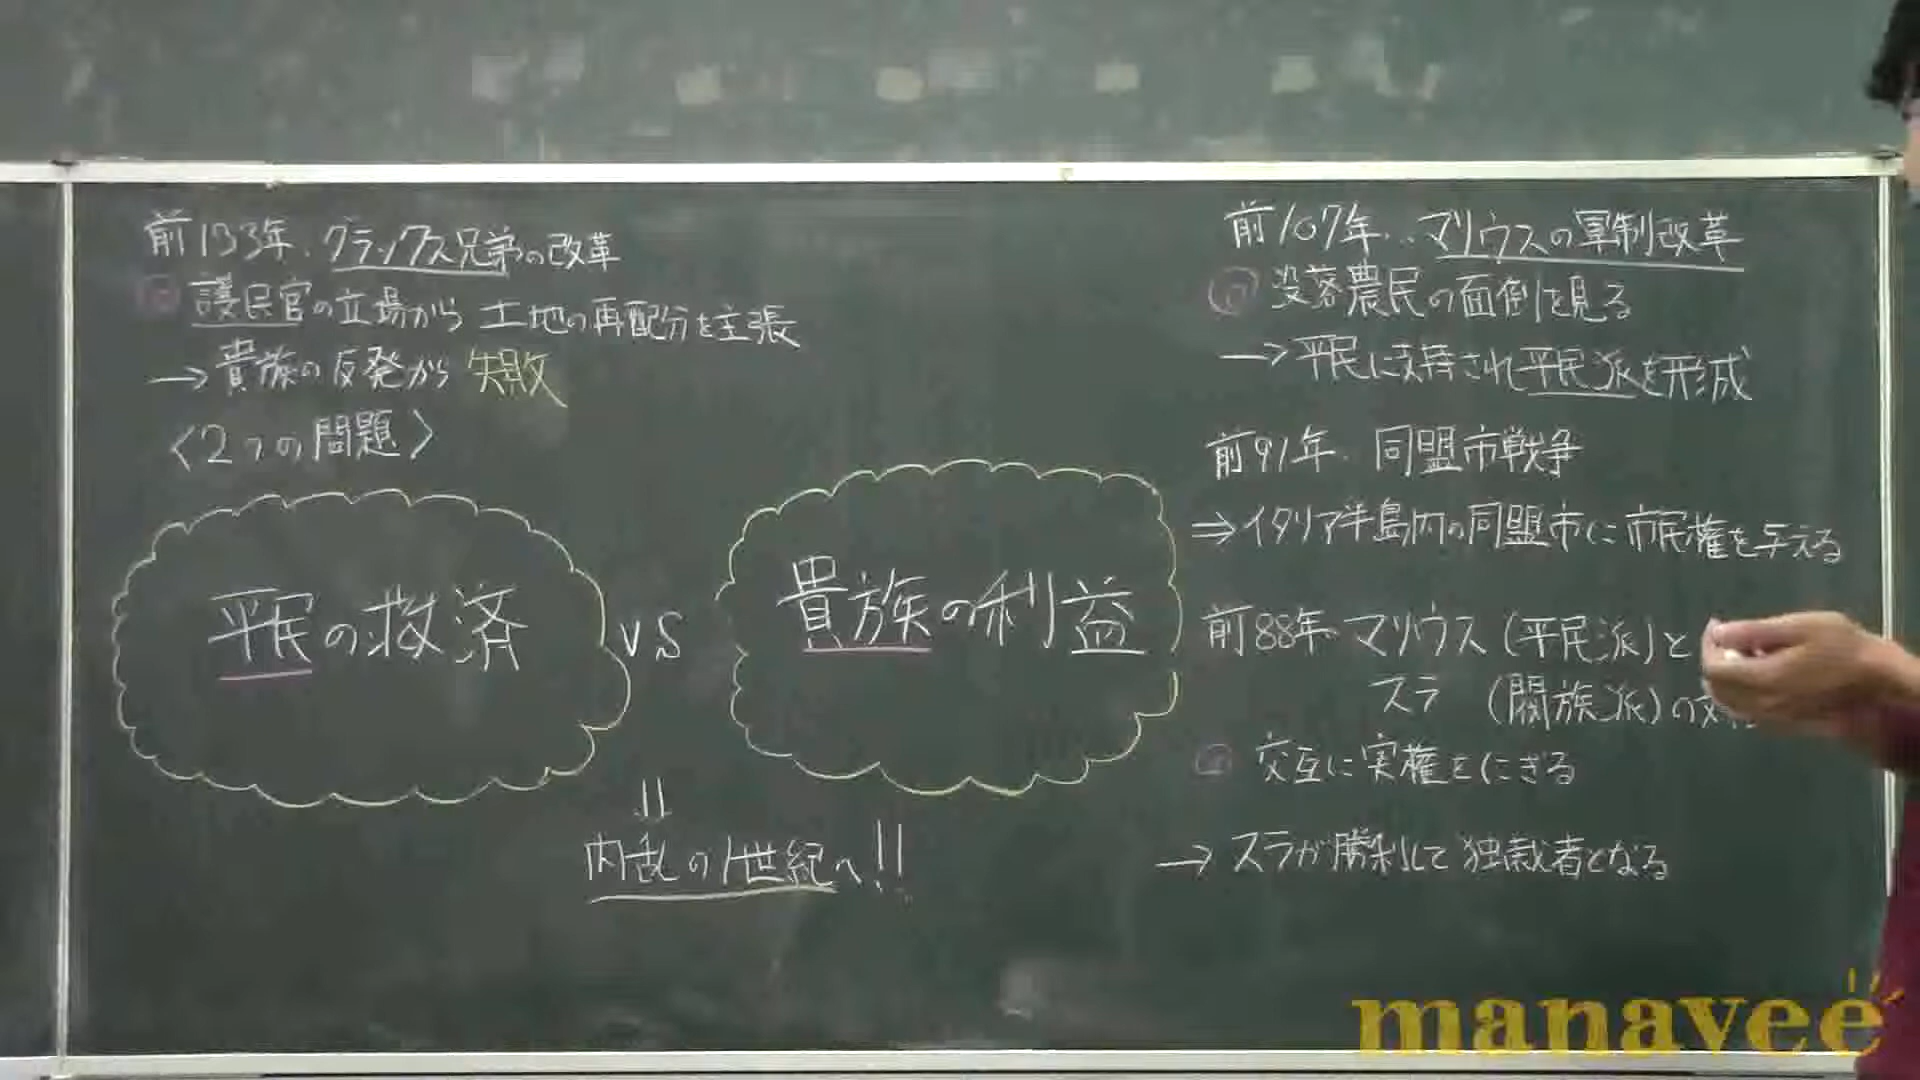 前133年、グラックス兄弟の改革
護民官の立場から 土地の再配分を主張
→貴族の反発から 失敗
〈2つの問題〉
平民の救済
vs
貴族の利益
内乱の1世紀へ!!
前107年、マリウスの軍制改革
没落農民の面倒を見る
→平民に支持され平民派を形成
前91年、同盟市戦争
⇒イタリア半島内の同盟市に市民権を与える
前88年、マリウス(平民派)と
スラ (閥族派)の
交互に実権をにぎる
→スラが勝利して独裁者となる
manavee